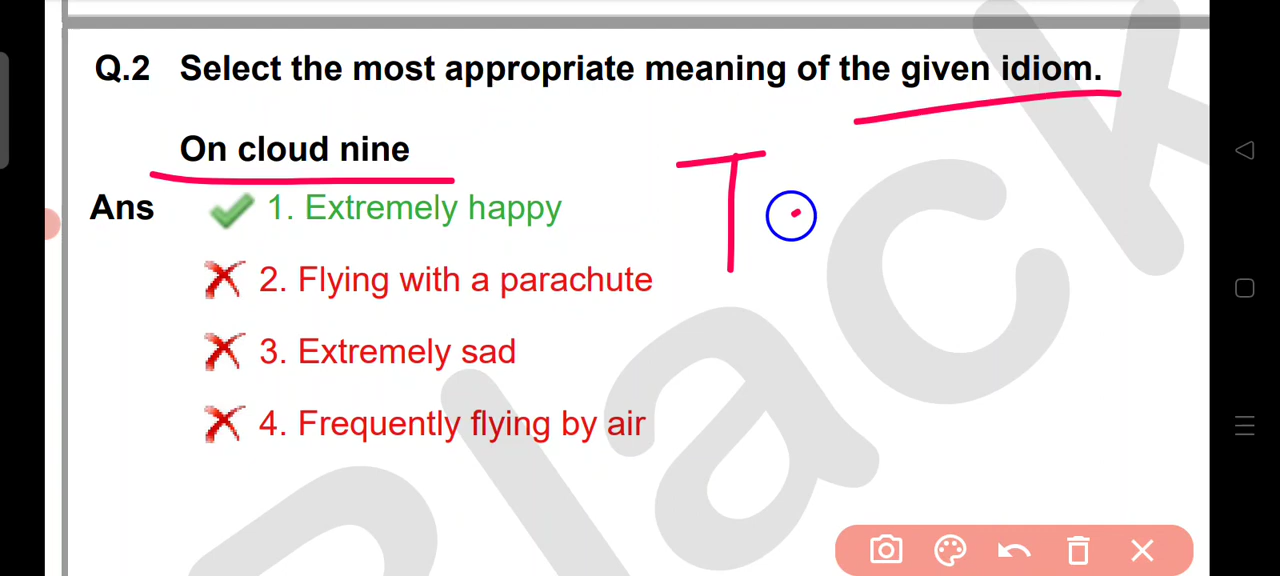 Q.2 Select the most appropriate meaning of the given idiom.
On cloud nine
T
Ans 1. Extremely happy
2. Flying with a parachute
3. Extremely sad
4. Frequently flying by air
lack